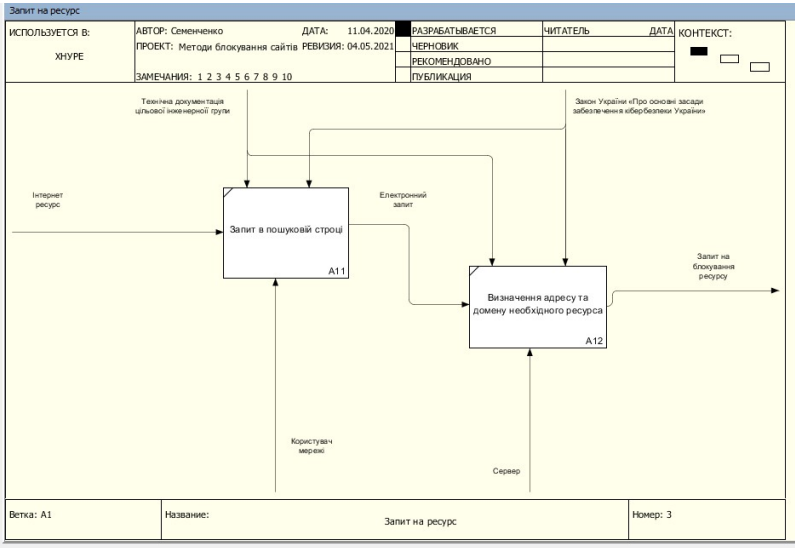 Запит на ресурс
ИСПОЛЬЗУЕТСЯ В:
ХНУРЕ
АВТОР: Семенченко
ДАТА: 11.04.2020
ПРОЕКТ: Методи блокування сайтів
РЕВИЗИЯ: 04.05.2021
ЗАМЕЧАНИЯ: 1 2 3 4 5 6 7 8 9 10
РАЗРАБАТЫВАЕТСЯ
ЧЕРНОВИК
РЕКОМЕНДОВАНО
ПУБЛИКАЦИЯ
ЧИТАТЕЛЬ
ДАТА
КОНТЕКСТ:
Технічна документація
цільової інженерноїї групи
Закон України «Про основні засади
забезпечення кібербезпеки України»
Інтернет
ресурс
Запит в пошуковій строці
A11
Електронний
запит
Визначення адресу та
домену необхідного ресурса
A12
Запит на
блокування
ресурсу
Користувач
мережі
Сервер
Ветка: A1
Название:
Запит на ресурс
Номер: 3